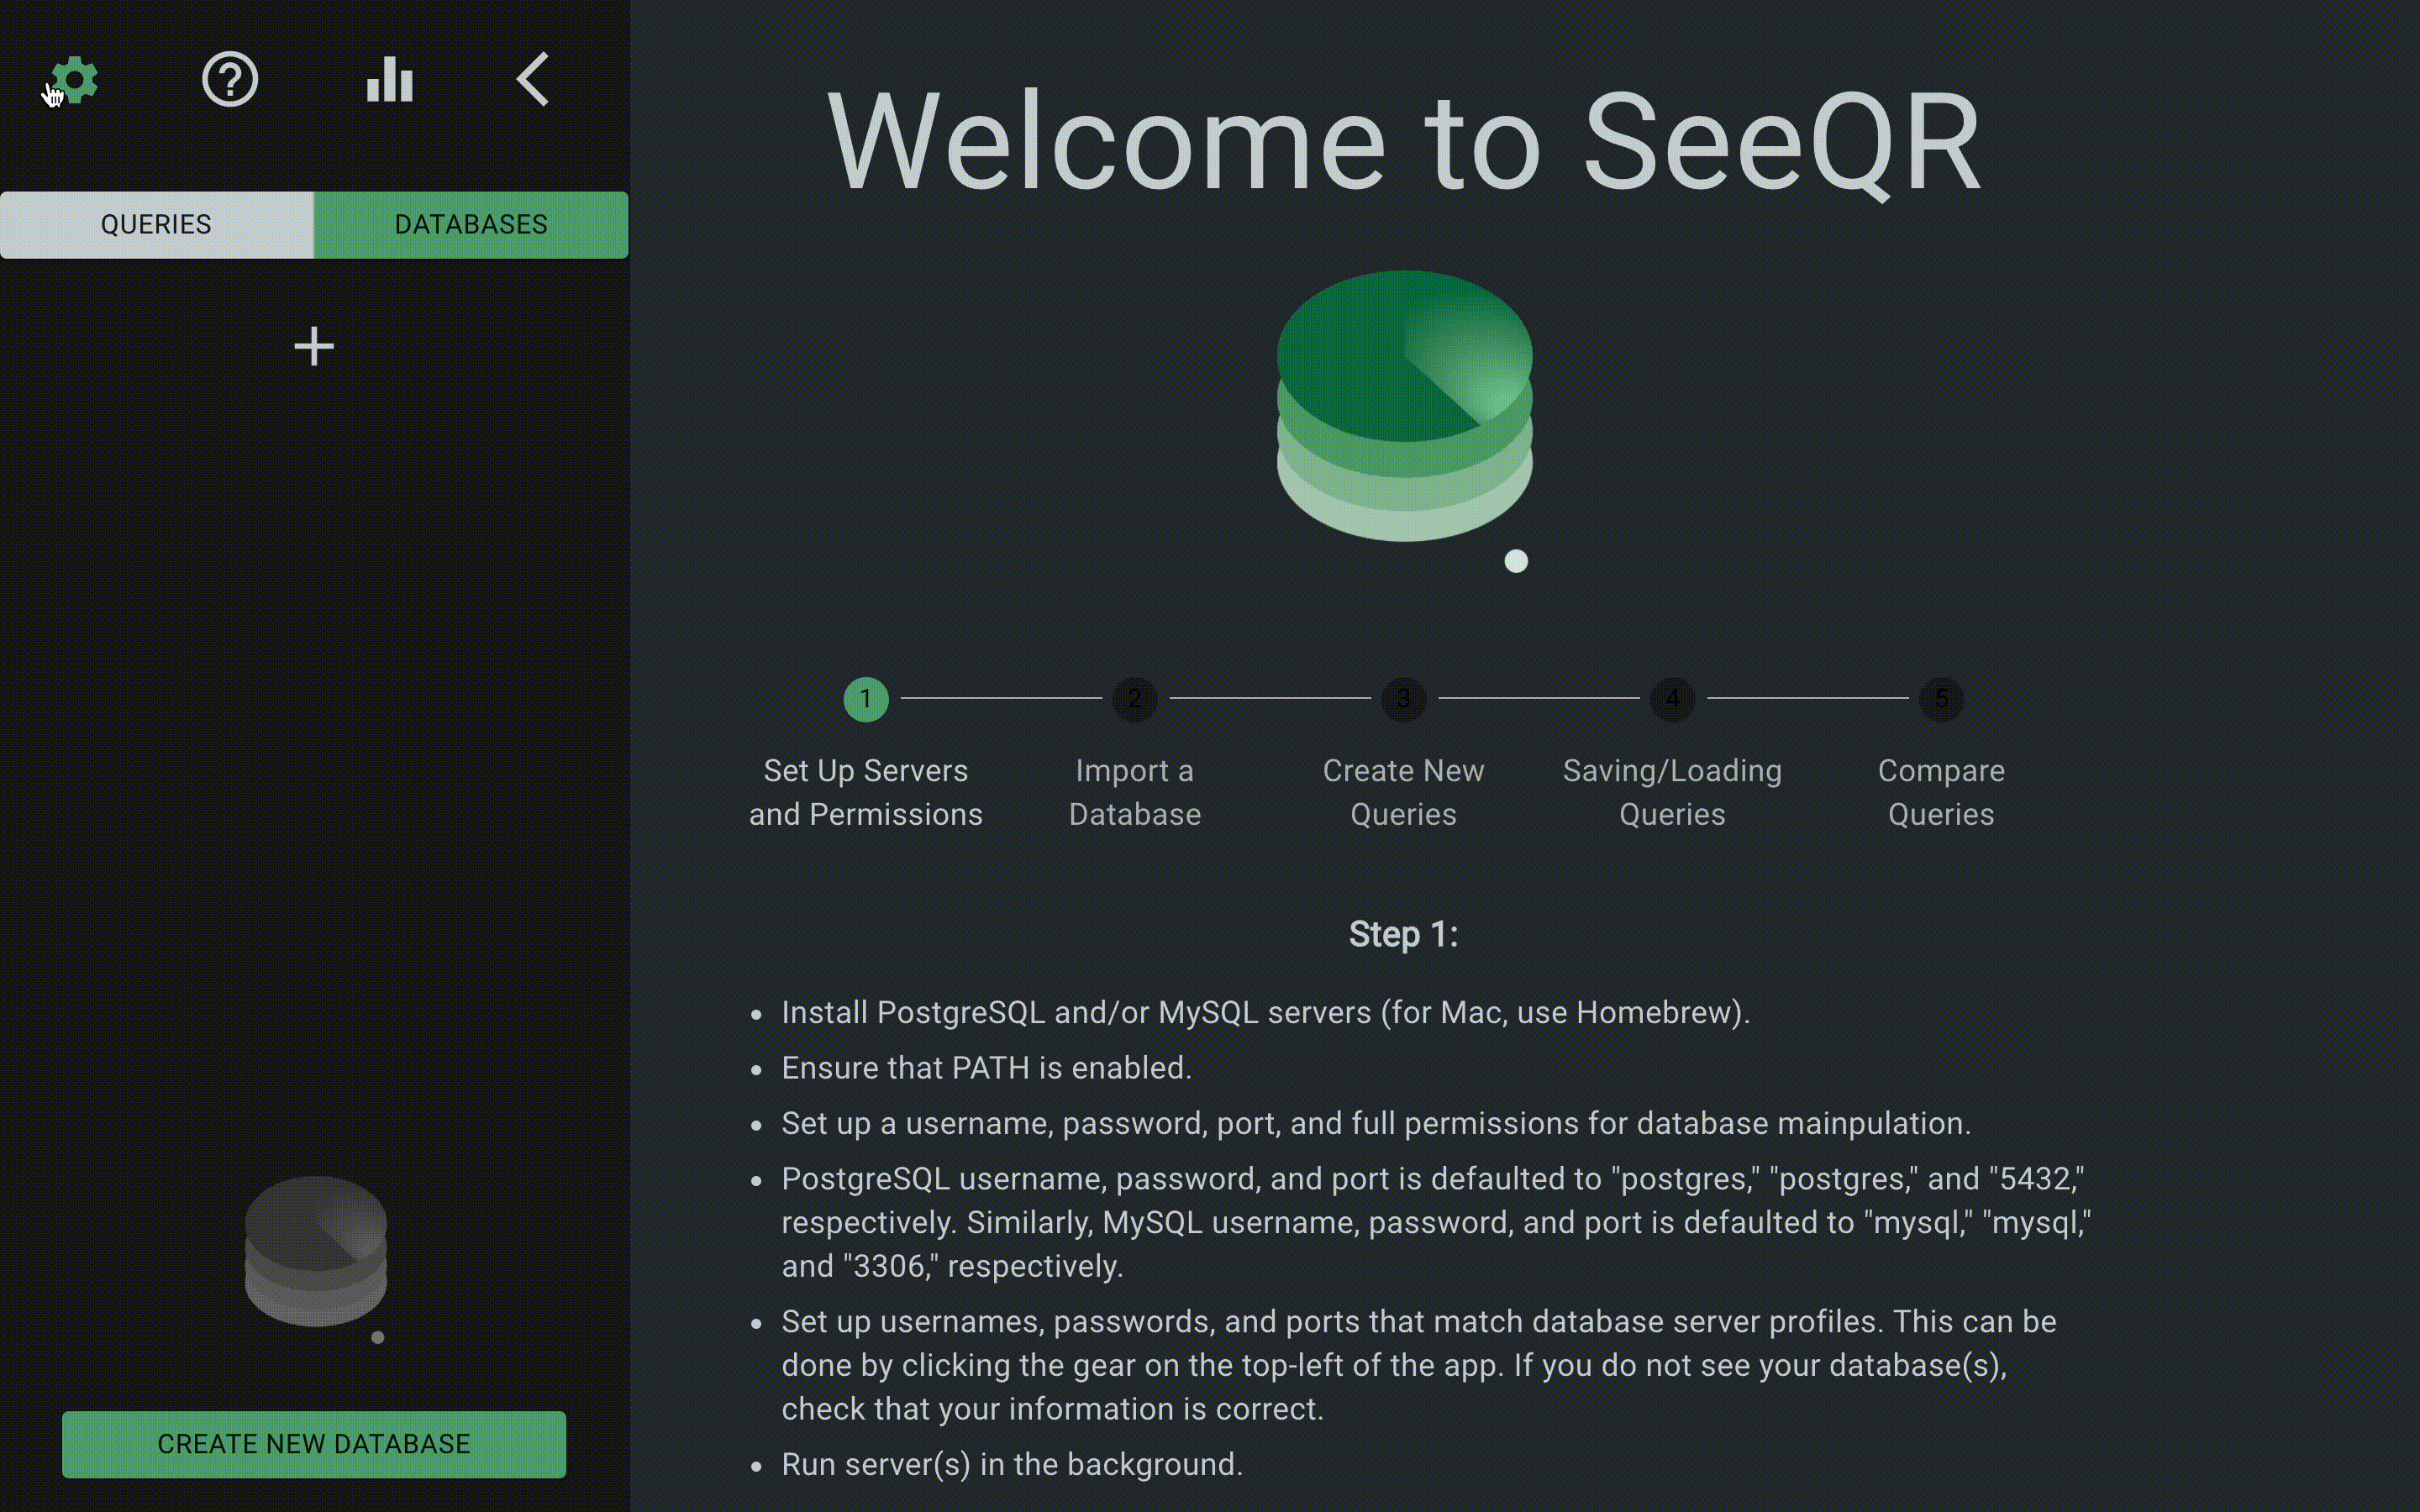 Welcome to SeeQR
QUERIES
DATABASES
1
2
3
4
5
Set Up Servers
and Permissions
Import a
Database
Create New
Queries
Saving/Loading
Queries
Compare
Queries
Step 1:
• Install PostgreSQL and/or MySQL servers (for Mac, use Homebrew).
• Ensure that PATH is enabled.
• Set up a username, password, port, and full permissions for database mainpulation.
• PostgreSQL username, password, and port is defaulted to "postgres," "postgres," and "5432,"
respectively. Similarly, MySQL username, password, and port is defaulted to "mysql," "mysql,"
and "3306," respectively.
• Set up usernames, passwords, and ports that match database server profiles. This can be
done by clicking the gear on the top-left of the app. If you do not see your database(s),
check that your information is correct.
• Run server(s) in the background.
CREATE NEW DATABASE